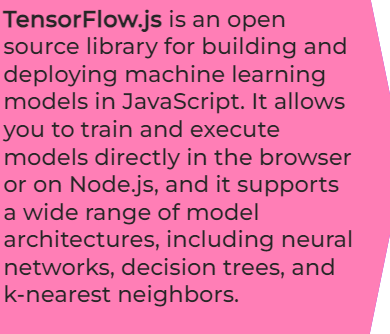 TensorFlow.js is an open
source library for building and
deploying machine learning
models in JavaScript. It allows
you to train and execute
models directly in the browser
or on Node.js, and it supports
a wide range of model
architectures, including neural
networks, decision trees, and
k-nearest neighbors.